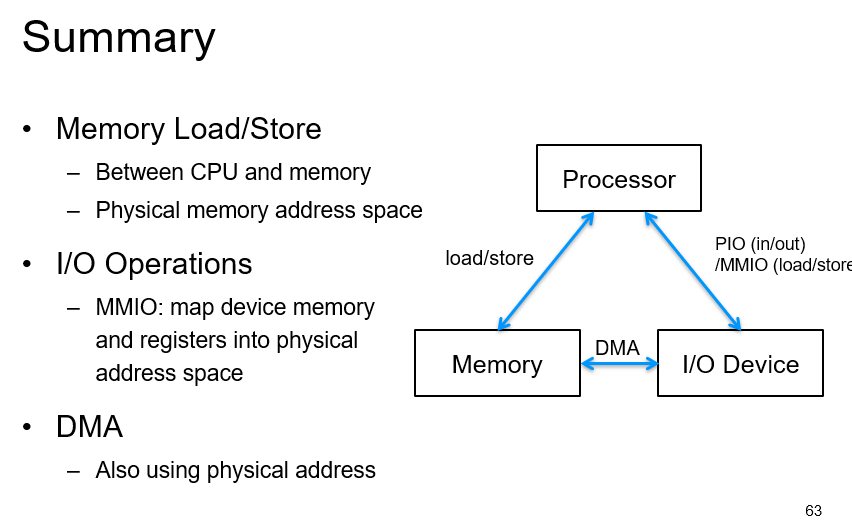 Summary
• Memory Load/Store
– Between CPU and memory
– Physical memory address space
• I/O Operations
– MMIO: map device memory
and registers into physical
address space
• DMA
– Also using physical address
Processor
load/store
PIO (in/out)
/MMIO (load/store
Memory
DMA
I/O Device
63